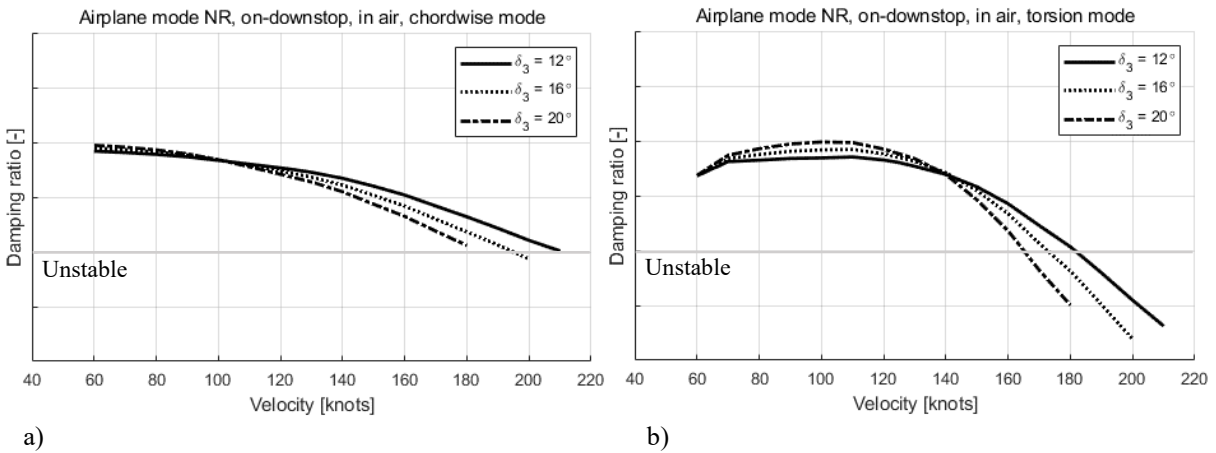 Airplane mode NR, on-downstop, in air, chordwise mode
δ3 = 12°
δ3 = 16°
δ3 = 20°
Damping ratio [-]
Unstable
40 60 80 100 120 140 160 180 200 220
Velocity [knots]
a)
Airplane mode NR, on-downstop, in air, torsion mode
δ3 = 12°
δ3 = 16°
δ3 = 20°
Damping ratio [-]
Unstable
40 60 80 100 120 140 160 180 200 220
Velocity [knots]
b)